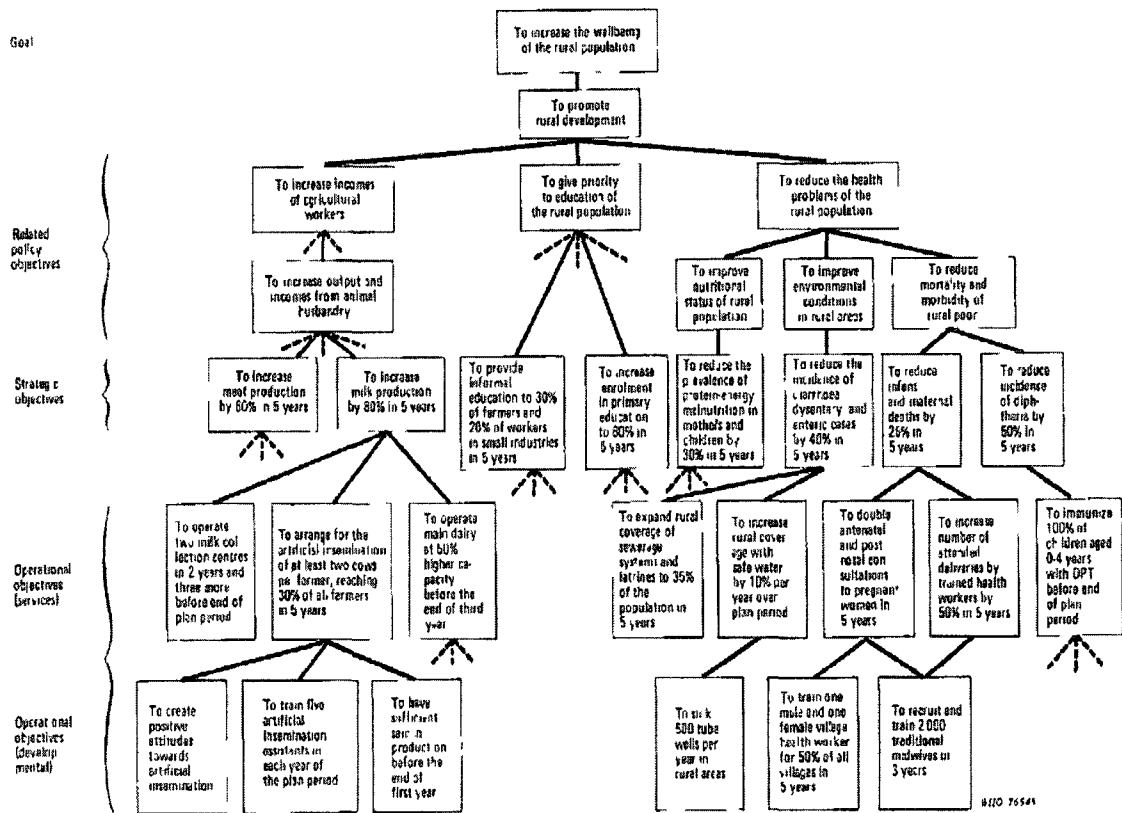 Goal
To increase the wellbeing
of the rural population
To promote
rural development
Related
policy
objectives
To increase incomes
of agricultural
workers
To give priority
to education of
the rural population
To reduce the health
problems of the
rural population
To increase output and
incomes from animal
husbandry
To improve
nutritional
status of rural
population
To improve
environmental
conditions
in rural areas
To reduce
mortality and
morbidity of
rural poor
Strategic
objectives
To increase
meat production
by 60% in 5 years
To increase
milk production
by 80% in 5 years
To provide
informal
education to 30%
of farmers and
20% of workers
in small industries
in 5 years
To increase
enrolment
in primary
education
to 60% in
5 years
To reduce the
prevalence of
protein-energy
malnutrition in
mothers and
children by
30% in 5 years
To reduce the
incidence of
diarrhoea
dysentery and
enteric cases
by 40% in
5 years
To reduce
infant
and maternal
deaths by
25% in
5 years
To reduce
incidence
of diph-
theria by
50% in
5 years
Operational
objectives
(services)
To operate
two milk col
lection centres
in 2 years and
three more
before end of
plan period
To arrange for the
artificial insemination
of at least two cows
per farmer, reaching
30% of all farmers
in 5 years
To operate
main dairy
at 50%
higher ca-
pacity
before the
end of third
year
To expand rural
coverage of
sewerage
systems and
latrines to 35%
of the
population in
5 years
To increase
rural cover
age with
safe water
by 10% per
year over
plan period
To double
antenatal
and post
natal con
sultations
to pregnant
women in
5 years
To increase
number of
attended
deliveries by
trained health
workers by
50% in 5 years
To immunize
100% of
children aged
0-4 years
with DPT
before end
of plan
period
Operational
objectives
(develop
mental)
To create
positive
attitudes
towards
artificial
insemination
To train five
artificial
insemination
assistants in
each year of
the plan period
To have
sufficient
semen
production
before the
end of
first year
To sink
500 tube
wells per
year in
rural areas
To train one
male and one
female village
health worker
for 50% of all
villages in
5 years
To recruit and
train 2 000
traditional
midwives in
3 years
WHO 76545